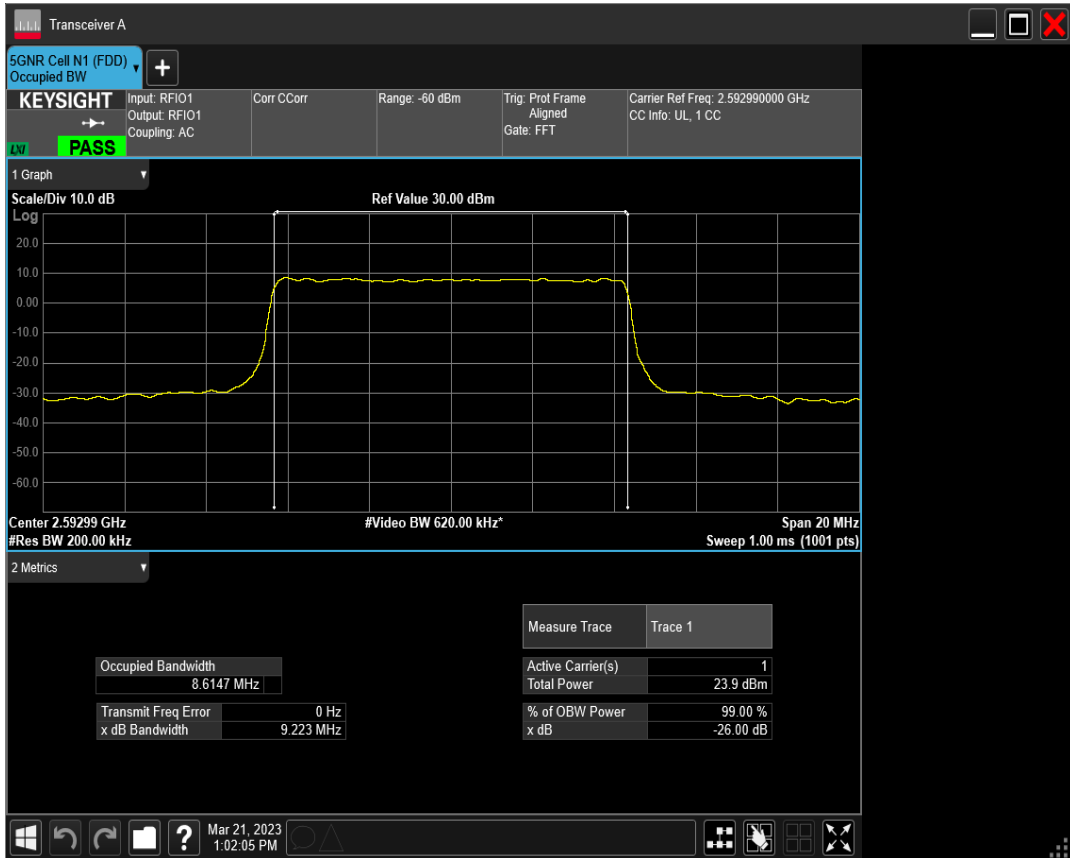 Transceiver A
5GNR Cell N1 (FDD)
Occupied BW
KEYSIGHT
LXI
PASS
Input: RFIO1
Output: RFIO1
Coupling: AC
Corr CCorr
Range: -60 dBm
Trig: Prot Frame
Aligned
Gate: FFT
Carrier Ref Freq: 2.592990000 GHz
CC Info: UL, 1 CC
1 Graph
Scale/Div 10.0 dB
Ref Value 30.00 dBm
Log
20.0
10.0
0.00
-10.0
-20.0
-30.0
-40.0
-50.0
-60.0
Center 2.59299 GHz
#Video BW 620.00 kHz*
Span 20 MHz
#Res BW 200.00 kHz
Sweep 1.00 ms (1001 pts)
2 Metrics
Measure Trace Trace 1
Occupied Bandwidth
8.6147 MHz
Active Carrier(s) 1
Total Power 23.9 dBm
Transmit Freq Error 0 Hz
x dB Bandwidth 9.223 MHz
% of OBW Power 99.00 %
x dB -26.00 dB
?
Mar 21, 2023
1:02:05 PM